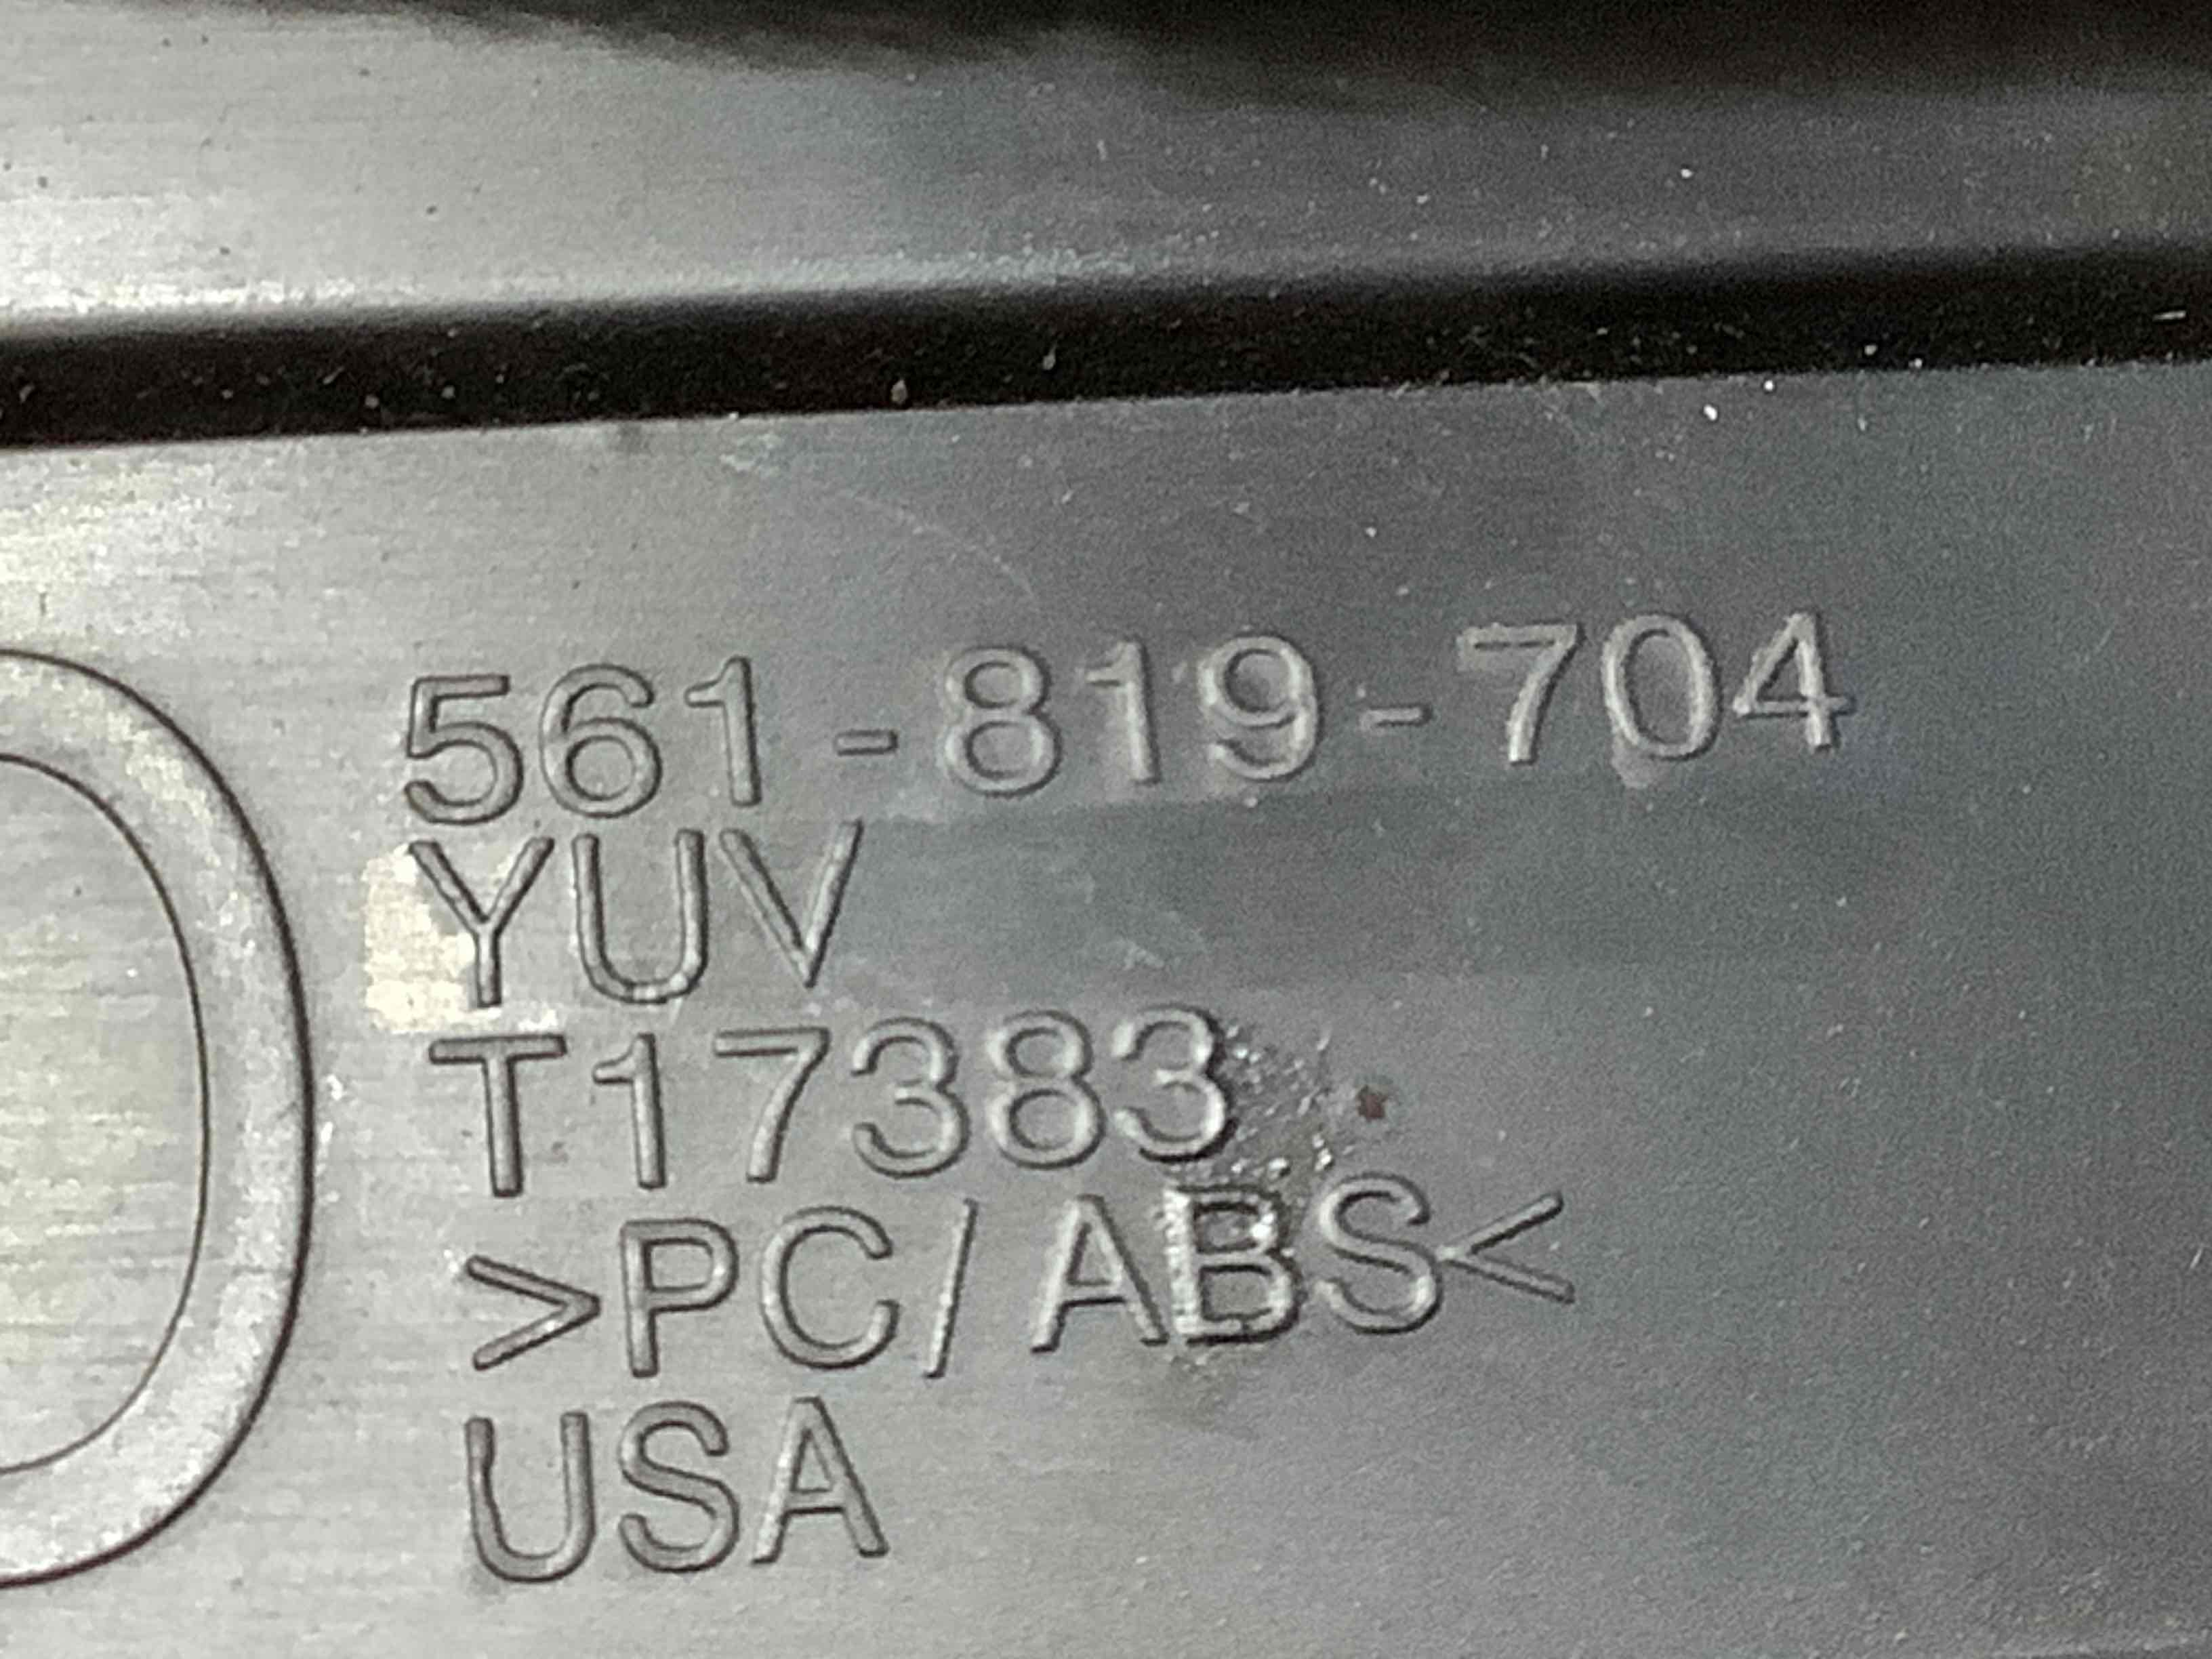 561-819-704
YUV
T17383
>PC/ABS<
USA